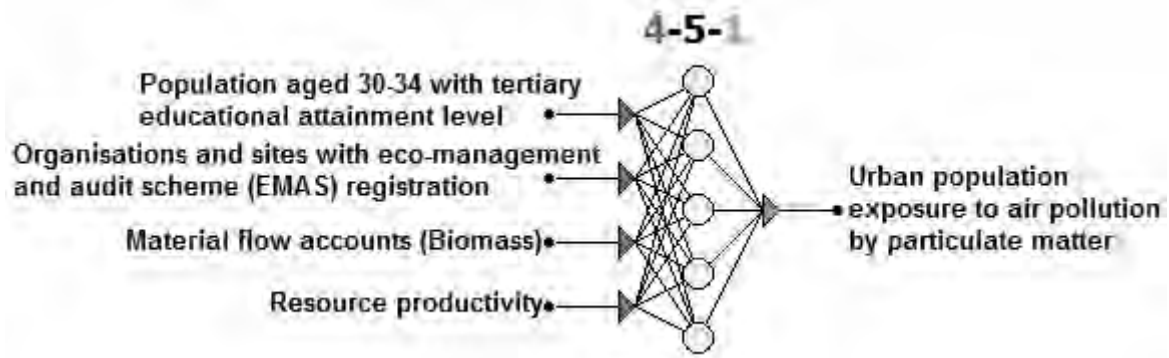 4-5-1
Population aged 30-34 with tertiary
educational attainment level
Organisations and sites with eco-management
and audit scheme (EMAS) registration
Material flow accounts (Biomass)
Resource productivity
Urban population
exposure to air pollution
by particulate matter